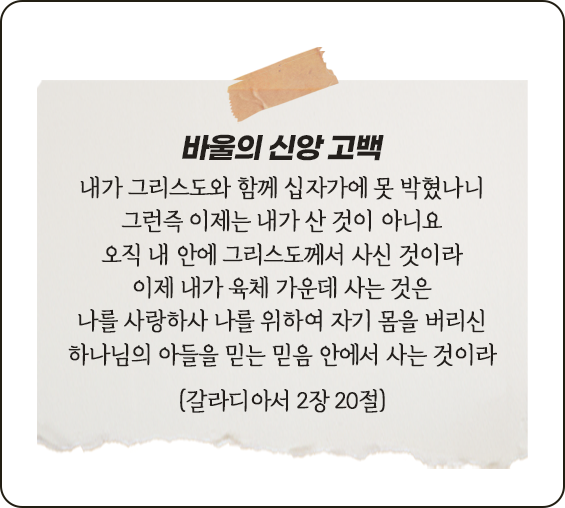 바울의 신앙 고백
내가 그리스도와 함께 십자가에 못 박혔나니
그런즉 이제는 내가 산 것이 아니요
오직 내 안에 그리스도께서 사신 것이라
이제 내가 육체 가운데 사는 것은
나를 사랑하사 나를 위하여 자기 몸을 버리신
하나님의 아들을 믿는 믿음 안에서 사는 것이라
(갈라디아서 2장 20절)